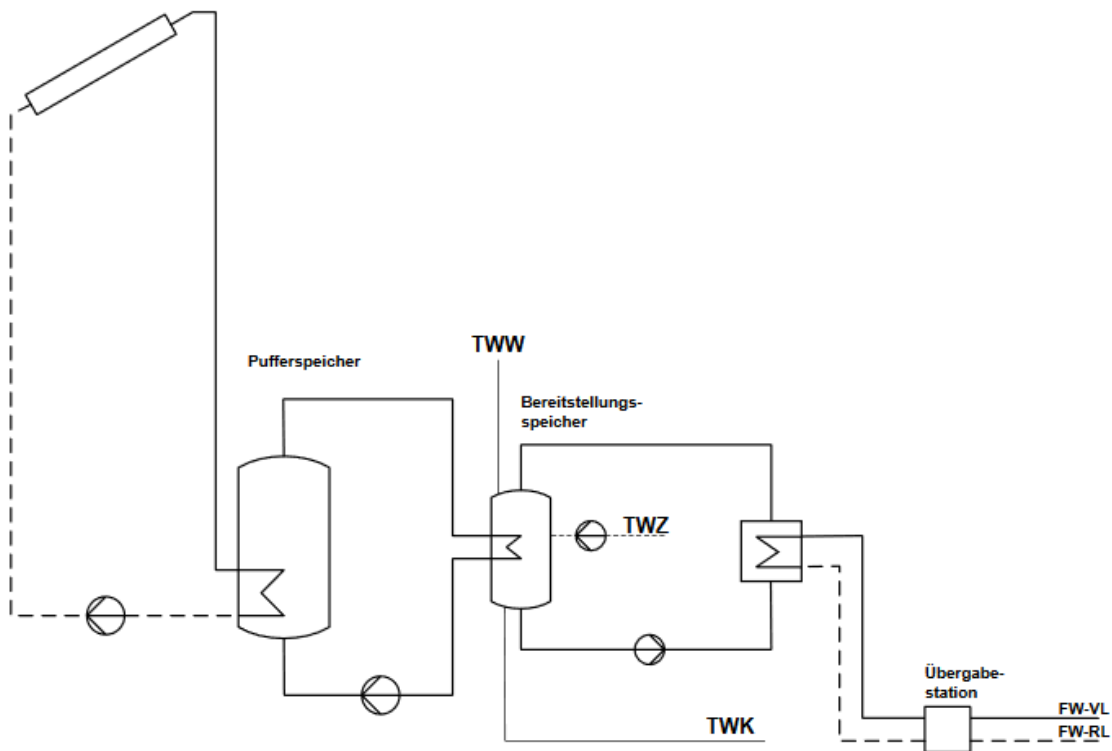 TWW
Pufferspeicher
Bereitstellungs-
speicher
TWZ
Übergabe-
station
FW-VL
TWK
FW-RL